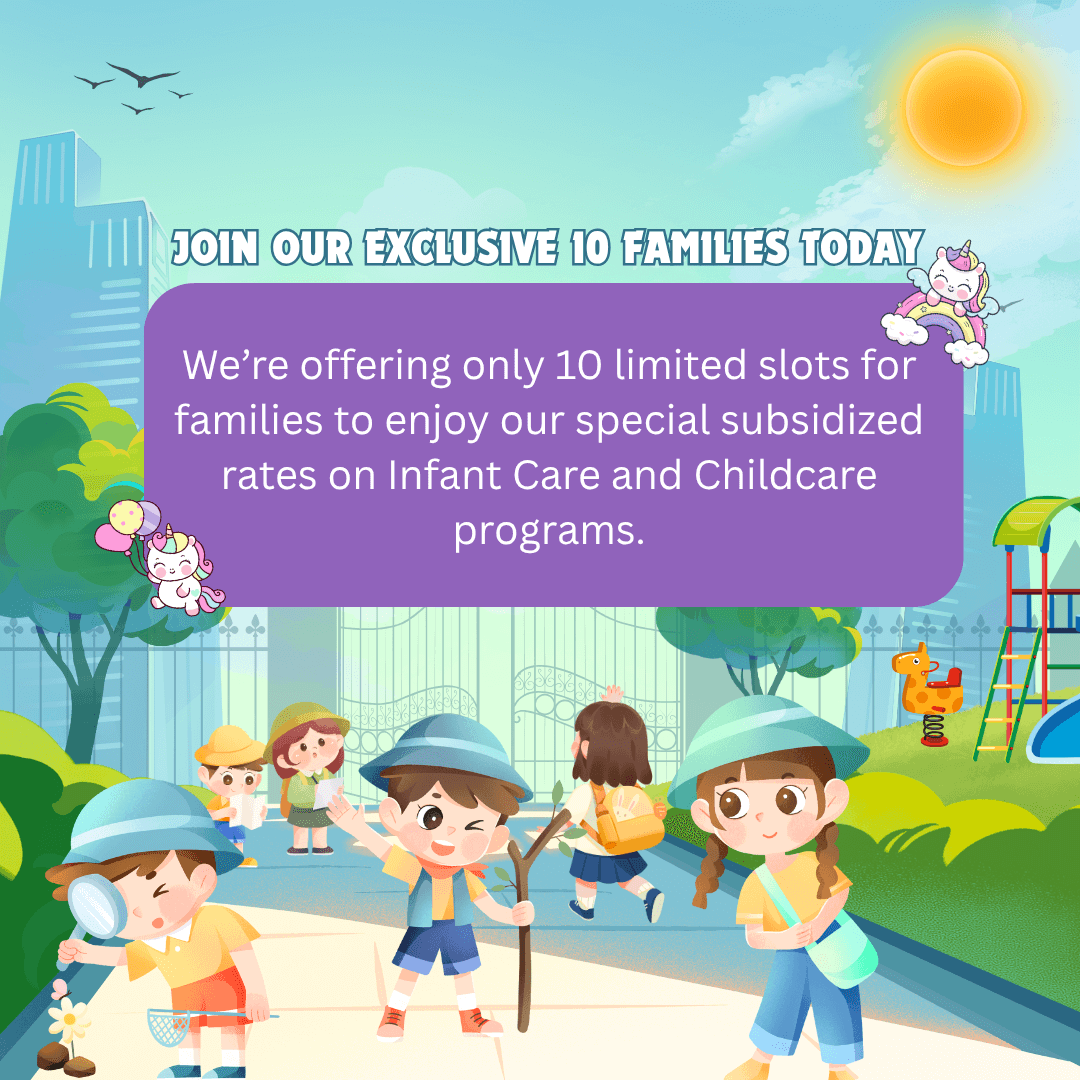 JOIN OUR EXCLUSIVE 10 FAMILIES TODAY
We’re offering only 10 limited slots for
families to enjoy our special subsidized
rates on Infant Care and Childcare
programs.